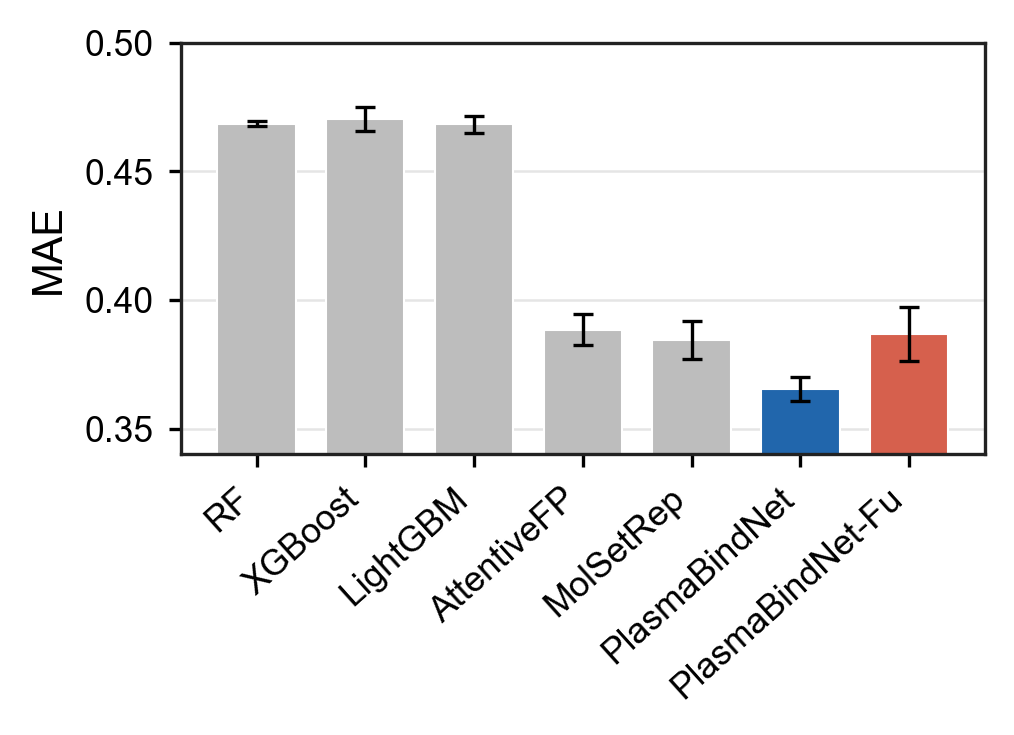 0.50
0.45
0.40
0.35
MAE
RF
XGBoost
LightGBM
AttentiveFP
MolSetRep
PlasmaBindNet
PlasmaBindNet-Fu